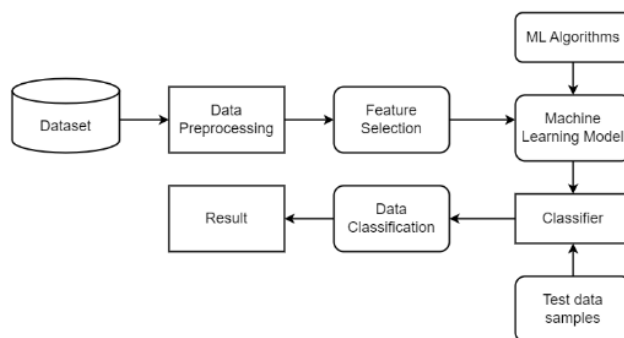 ML Algorithms
Dataset
Data
Preprocessing
Feature
Selection
Machine
Learning Model
Result
Data
Classification
Classifier
Test data
samples